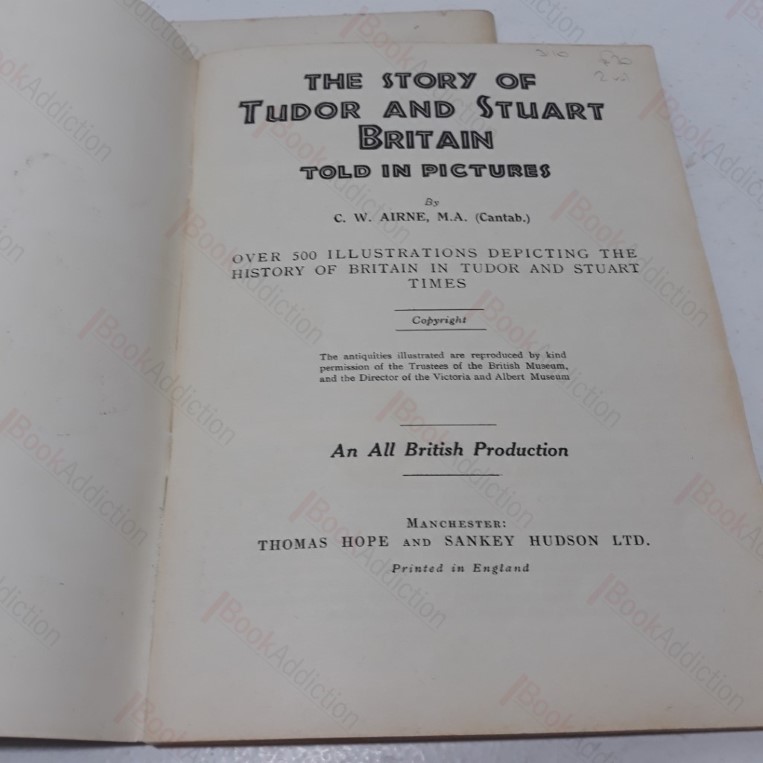 THE STORY OF
TUDOR AND STUART
BRITAIN
TOLD IN PICTURES
By
C. W. AIRNE, M.A. (Cantab.)
OVER 500 ILLUSTRATIONS DEPICTING THE
HISTORY OF BRITAIN IN TUDOR AND STUART
TIMES
Copyright
The antiquities illustrated are reproduced by kind
permission of the Trustees of the British Museum,
and the Director of the Victoria and Albert Museum
An All British Production
MANCHESTER:
THOMAS HOPE AND SANKEY HUDSON LTD.
Printed in England
BookAddiction